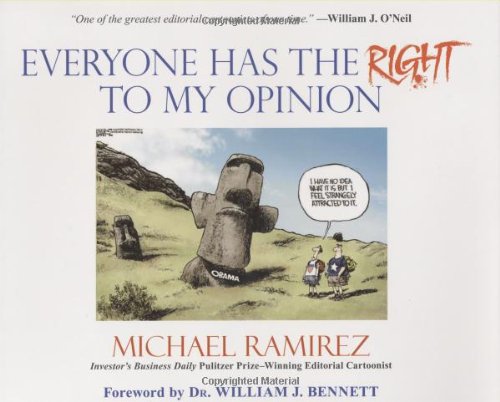 "One of the greatest editorial cartoonists of our time." —William J. O'Neil
Copyrighted Material
EVERYONE HAS THE RIGHT
TO MY OPINION
I HAVE NO IDEA
WHAT IT IS BUT I
FEEL STRANGELY
ATTRACTED TO IT.
OBAMA
MICHAEL RAMIREZ
Investor's Business Daily Pulitzer Prize–Winning Editorial Cartoonist
Copyrighted Material
Foreword by DR. WILLIAM J. BENNETT